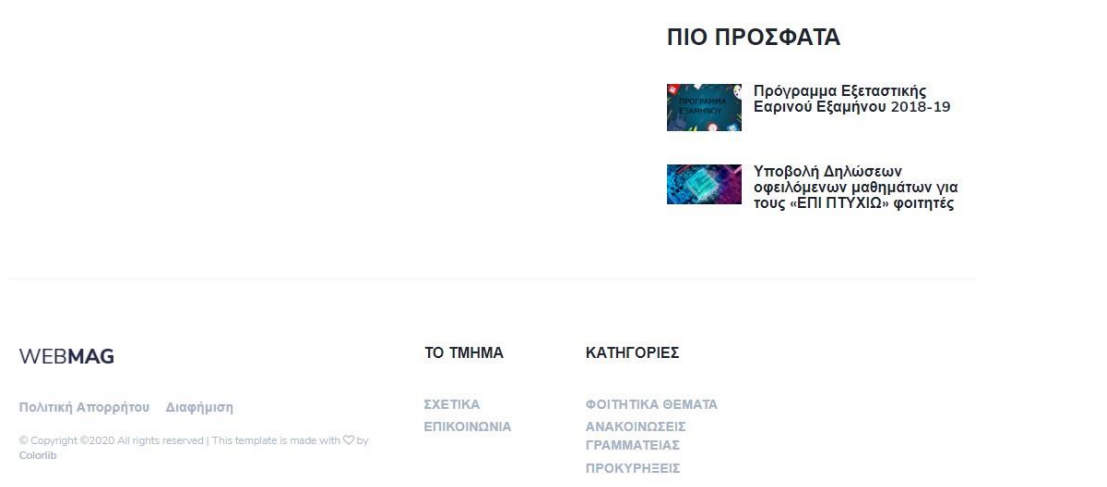 ΠΙΟ ΠΡΟΣΦΑΤΑ
ΠΡΟΓΡΑΜΜΑ
ΕΞΑΜΗΝΟΥ
Πρόγραμμα Εξεταστικής
Εαρινού Εξαμήνου 2018-19
Υποβολή Δηλώσεων
οφειλόμενων μαθημάτων για
τους «ΕΠΙ ΠΤΥΧΙΩ» φοιτητές
WEBMAG
Πολιτική Απορρήτου Διαφήμιση
© Copyright ©2020 All rights reserved | This template is made with ♡ by
Colorlib
ΤΟ ΤΜΗΜΑ
ΣΧΕΤΙΚΑ
ΕΠΙΚΟΙΝΩΝΙΑ
ΚΑΤΗΓΟΡΙΕΣ
ΦΟΙΤΗΤΙΚΑ ΘΕΜΑΤΑ
ΑΝΑΚΟΙΝΩΣΕΙΣ
ΓΡΑΜΜΑΤΕΙΑΣ
ΠΡΟΚΥΡΗΞΕΙΣ